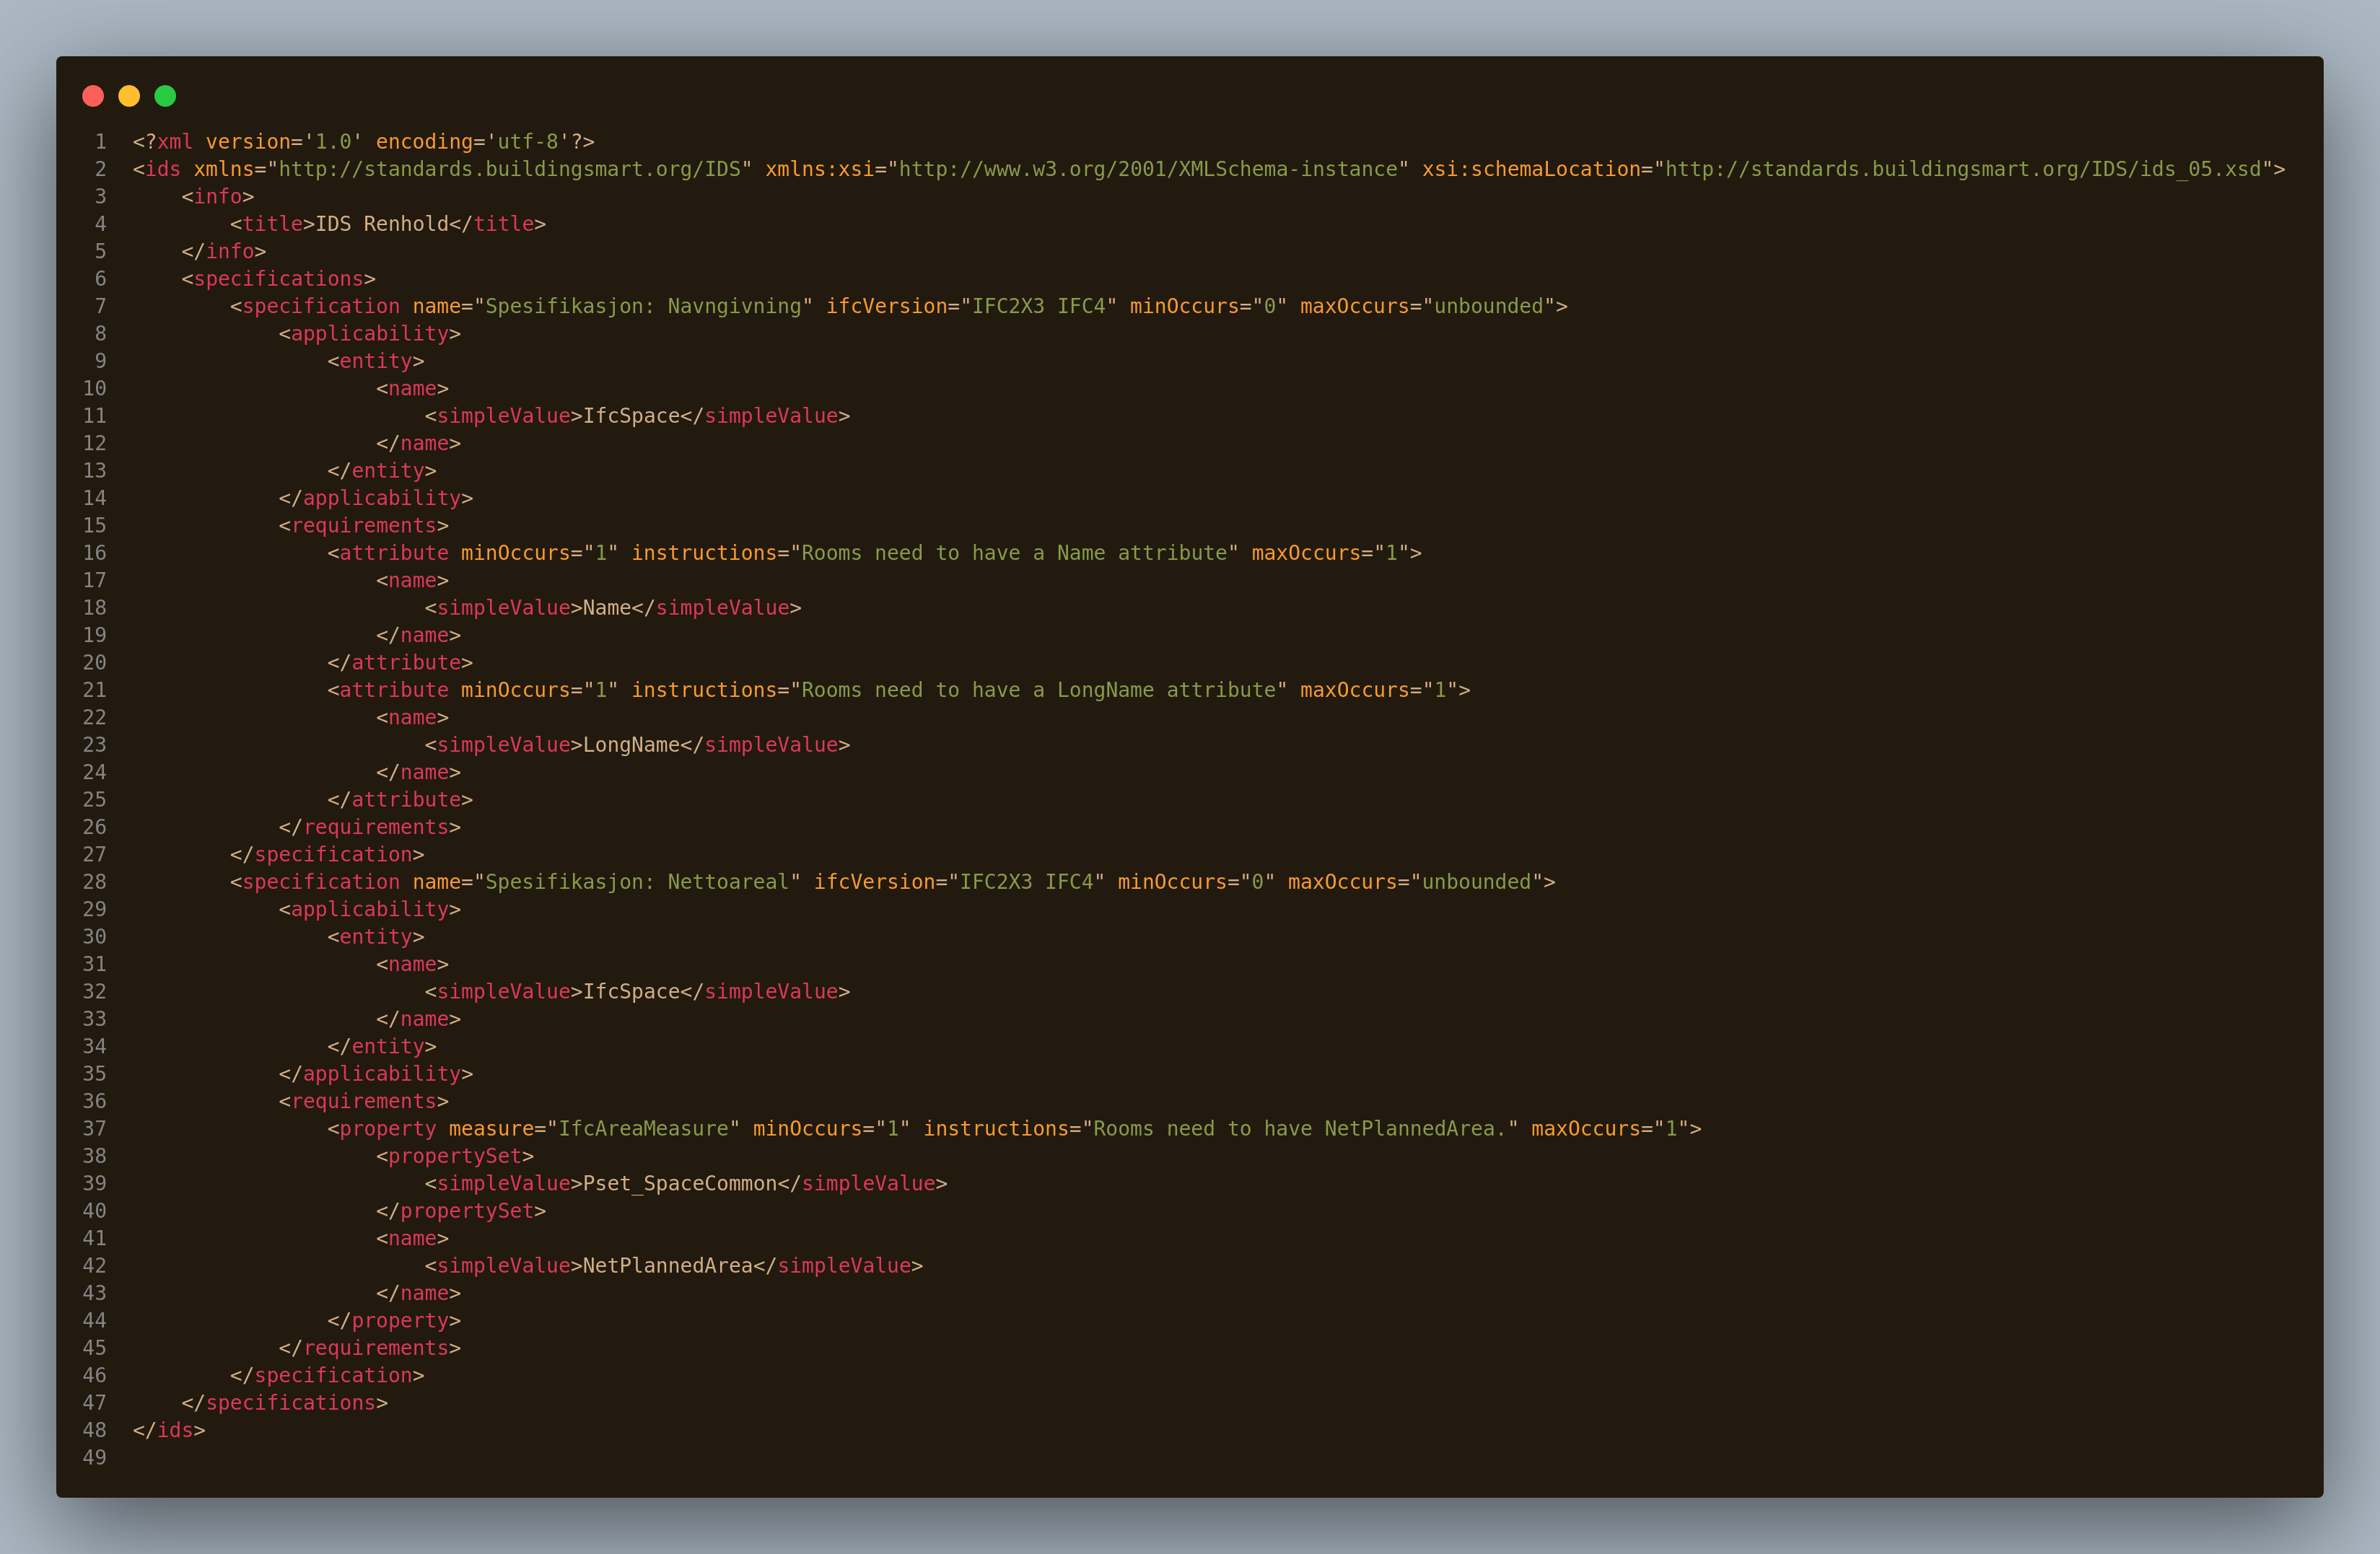 1 <?xml version='1.0' encoding='utf-8'?>
2 <ids xmlns="http://standards.buildingsmart.org/IDS" xmlns:xsi="http://www.w3.org/2001/XMLSchema-instance" xsi:schemaLocation="http://standards.buildingsmart.org/IDS/ids_05.xsd">
3     <info>
4         <title>IDS Renhold</title>
5     </info>
6     <specifications>
7         <specification name="Spesifikasjon: Navngivning" ifcVersion="IFC2X3 IFC4" minOccurs="0" maxOccurs="unbounded">
8             <applicability>
9                 <entity>
10                     <name>
11                         <simpleValue>IfcSpace</simpleValue>
12                     </name>
13                 </entity>
14             </applicability>
15             <requirements>
16                 <attribute minOccurs="1" instructions="Rooms need to have a Name attribute" maxOccurs="1">
17                     <name>
18                         <simpleValue>Name</simpleValue>
19                     </name>
20                 </attribute>
21                 <attribute minOccurs="1" instructions="Rooms need to have a LongName attribute" maxOccurs="1">
22                     <name>
23                         <simpleValue>LongName</simpleValue>
24                     </name>
25                 </attribute>
26             </requirements>
27         </specification>
28         <specification name="Spesifikasjon: Nettoareal" ifcVersion="IFC2X3 IFC4" minOccurs="0" maxOccurs="unbounded">
29             <applicability>
30                 <entity>
31                     <name>
32                         <simpleValue>IfcSpace</simpleValue>
33                     </name>
34                 </entity>
35             </applicability>
36             <requirements>
37                 <property measure="IfcAreaMeasure" minOccurs="1" instructions="Rooms need to have NetPlannedArea." maxOccurs="1">
38                     <propertySet>
39                         <simpleValue>Pset_SpaceCommon</simpleValue>
40                     </propertySet>
41                     <name>
42                         <simpleValue>NetPlannedArea</simpleValue>
43                     </name>
44                 </property>
45             </requirements>
46         </specification>
47     </specifications>
48 </ids>
49